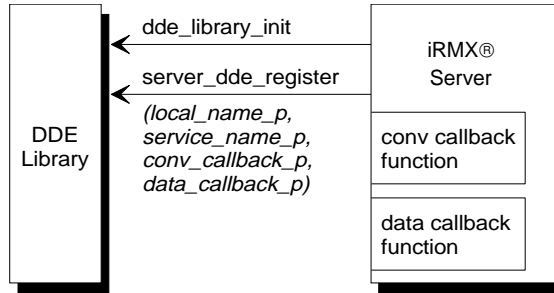 dde_library_init
server_dde_register
(local_name_p,
service_name_p,
conv_callback_p,
data_callback_p)
DDE
Library
iRMX®
Server
conv callback
function
data callback
function